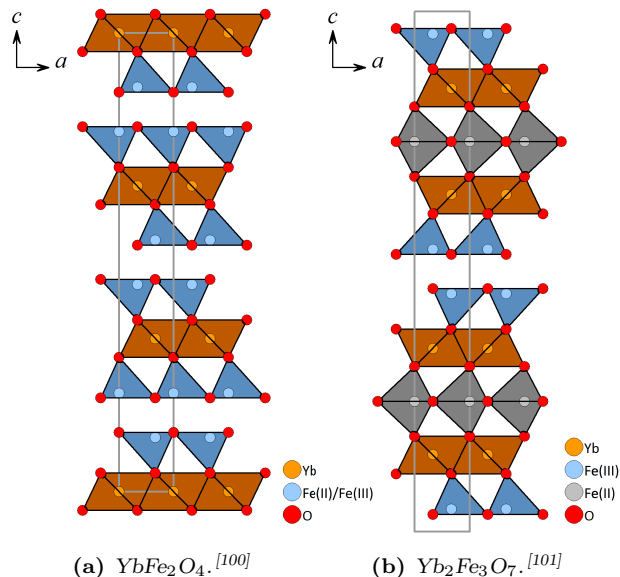 c
a
c
a
Yb
Fe(II)/Fe(III)
O
Yb
Fe(III)
Fe(II)
O
(a) YbFe₂O₄.[100]
(b) Yb₂Fe₃O₇.[101]